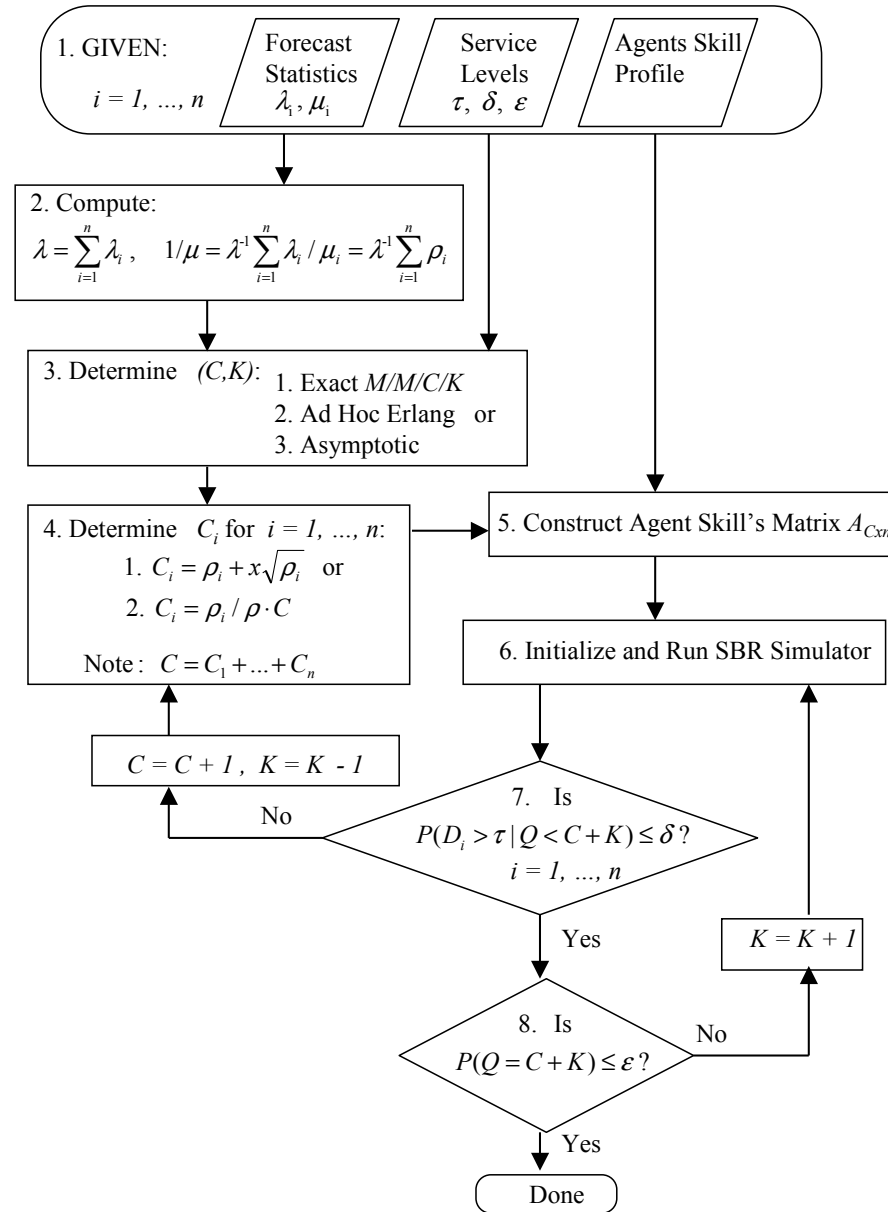 1. GIVEN:
i = 1, ..., n
Forecast
Statistics
λ_i , μ_i
Service
Levels
τ, δ, ε
Agents Skill
Profile
2. Compute:
λ = ∑_{i=1}^{n} λ_i , 1/μ = λ^{-1} ∑_{i=1}^{n} λ_i / μ_i = λ^{-1} ∑_{i=1}^{n} ρ_i
3. Determine (C,K):
1. Exact M/M/C/K
2. Ad Hoc Erlang or
3. Asymptotic
4. Determine C_i for i = 1, ..., n:
1. C_i = ρ_i + x√ρ_i or
2. C_i = ρ_i / ρ · C
Note: C = C_1 + ... + C_n
5. Construct Agent Skill's Matrix A_{Cxn}
6. Initialize and Run SBR Simulator
C = C + 1 , K = K - 1
No
7. Is
P(D_i > τ | Q < C + K) ≤ δ ?
i = 1, ..., n
Yes
K = K + 1
8. Is
P(Q = C + K) ≤ ε ?
No
Yes
Done